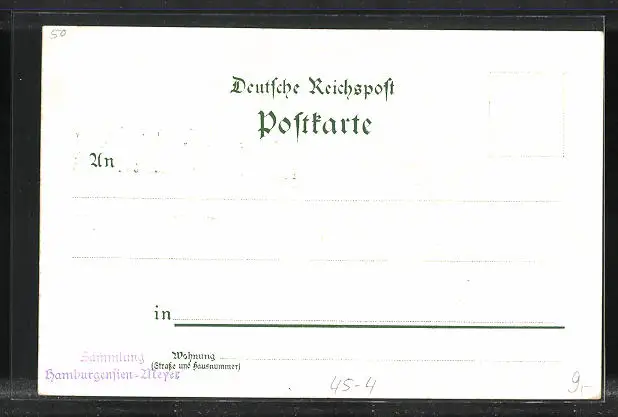 50
Deutsche Reichspost
Postkarte
An
in
Sammlung
Hamburgensien-Meyer
Wohnung
(Straße und Hausnummer)
45-4
9,-